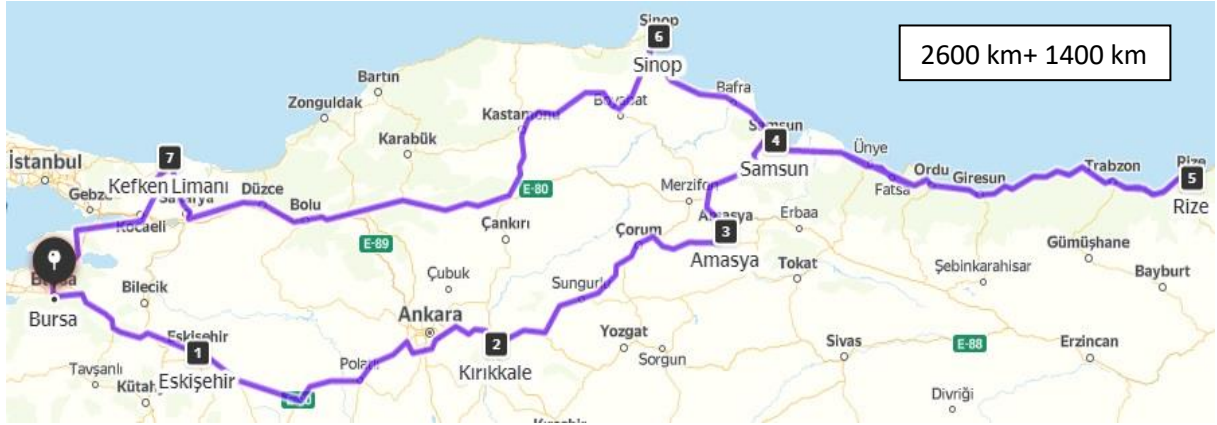 2600 km+ 1400 km
Sinop
6
Sinop
Bartın
Zonguldak
Bafra
Kastamonu
Boyabat
Karabük
Samsun
4
Samsun
Ünye
Fatsa
Ordu
Giresun
Trabzon
Rize
5
Rize
İstanbul
7
Kefken Limanı
Gebz
Kocaeli
Sakarya
Düzce
Bolu
E-80
Merzifon
Amasya
3
Amasya
Erbaa
Çankırı
E-89
Çorum
Gümüşhane
Tokat
Şebinkarahisar
Bayburt
Bursa
Bursa
Bilecik
Çubuk
Sungurlu
Ankara
Eskişehir
1
Eskişehir
2
Kırıkkale
Yozgat
Sorgun
Sivas
E-88
Erzincan
Polatlı
Tavşanlı
Kütah
Divriği